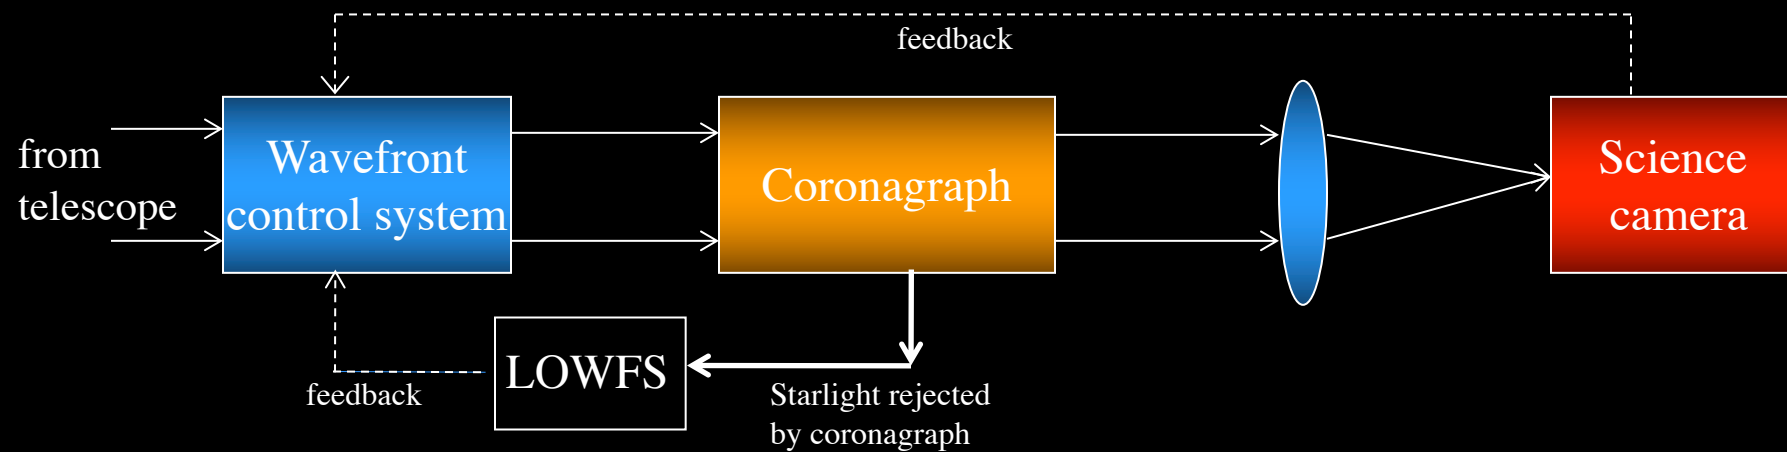 feedback
from
telescope
Wavefront
control system
Coronagraph
Science
camera
LOWFS
feedback
Starlight rejected
by coronagraph